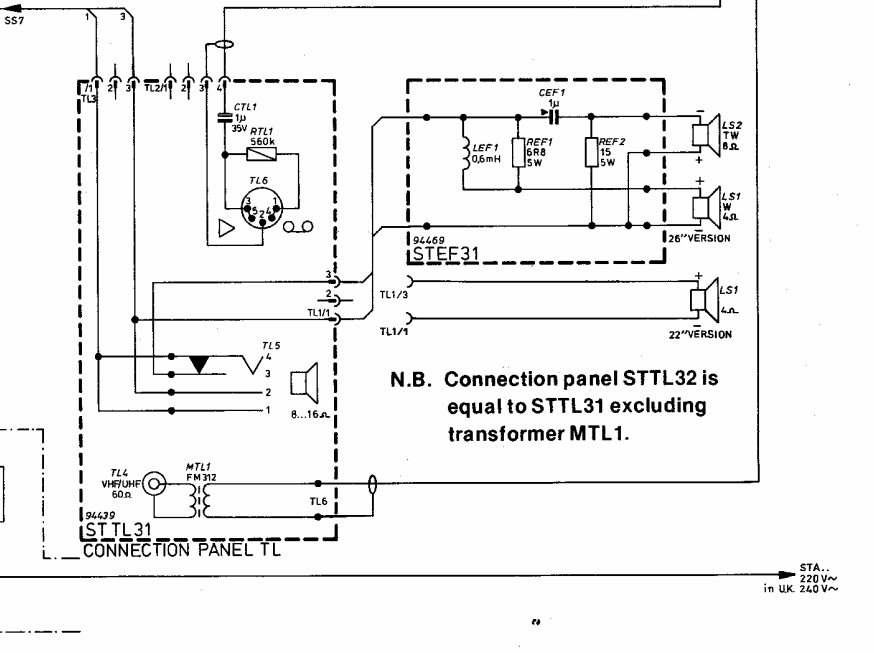 SS7
1
3
/1
TL3
2
3
TL2/1
2
3
4
CTL1
1µ
35V
RTL1
560k
TL6
3
1
5
2
4
CEF1
1µ
LEF1
0,6mH
REF1
6R8
5W
REF2
15
5W
−
LS2
TW
8Ω
+
+
LS1
W
4Ω
−
26"VERSION
94469
STEF31
3
2
TL1/1
TL1/3
TL1/1
+
LS1
4Ω
−
22"VERSION
TL5
4
3
2
1
8...16Ω
N.B. Connection panel STTL32 is
equal to STTL31 excluding
transformer MTL1.
TL4
VHF/UHF
60Ω
MTL1
FM312
TL6
94439
STTL31
CONNECTION PANEL TL
STA..
220V~
in U.K. 240V~